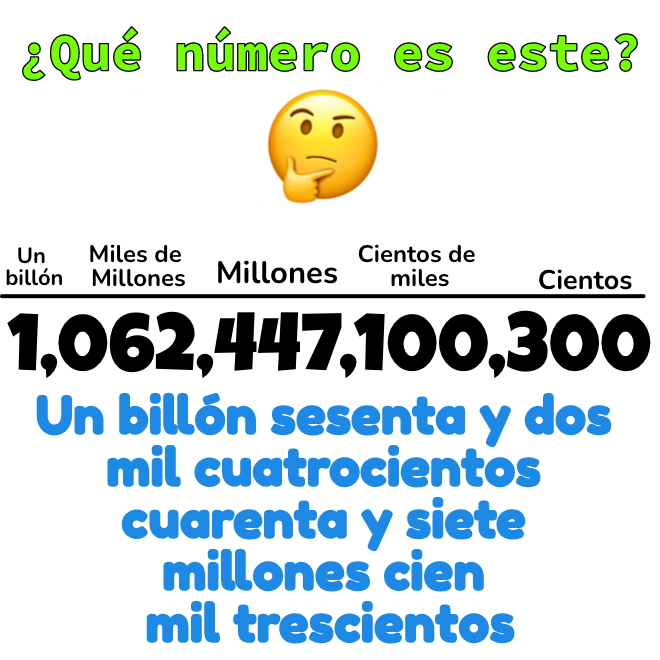 ¿Qué número es este?
Un billón
Miles de Millones
Millones
Cientos de miles
Cientos
1,062,447,100,300
Un billón sesenta y dos
mil cuatrocientos
cuarenta y siete
millones cien
mil trescientos